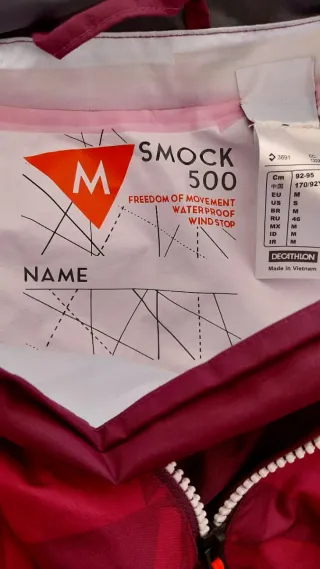 M
SMOCK
500
FREEDOM OF MOVEMENT
WATERPROOF
WINDSTOP
NAME
3691
Cm 92-95
中国 170/92
EU M
US S
BR M
RU 46
MX M
ID M
IR M
DECATHLON
Made in Vietnam